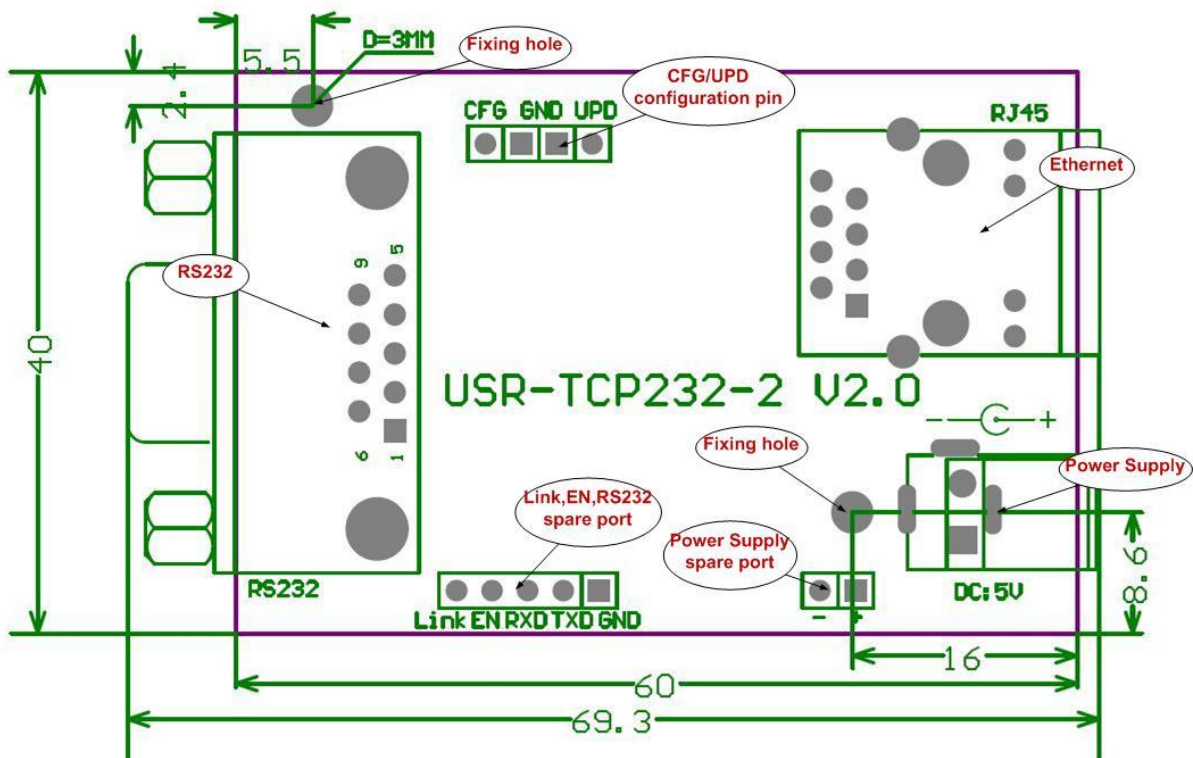 5.5
D=3MM
Fixing hole
2.4
CFG/UPD
configuration pin
CFG GND UPD
RJ45
Ethernet
RS232
9
5
40
USR-TCP232-2 V2.0
- +
6
1
Fixing hole
Power Supply
Link,EN,RS232
spare port
Power Supply
spare port
RS232
DC:5V
8.6
Link EN RXD TXD GND
- +
16
60
69.3